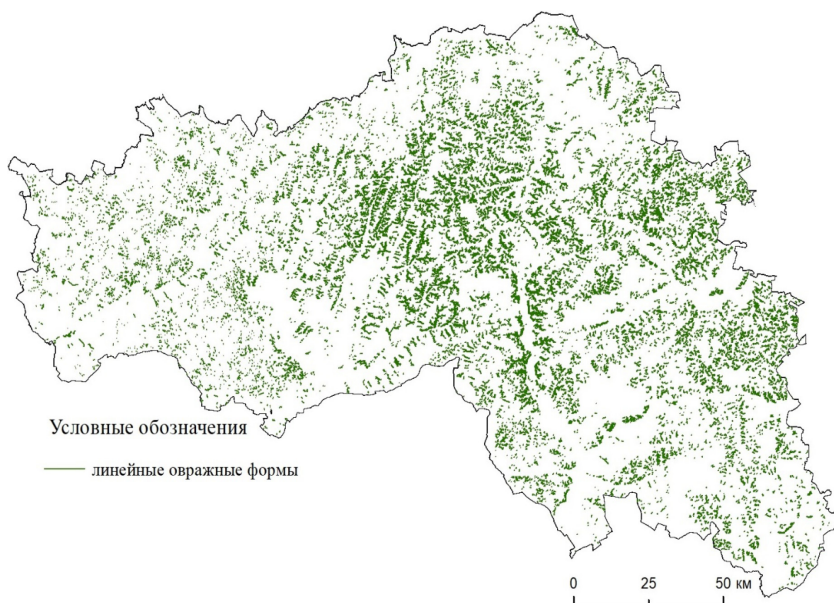 Условные обозначения
линейные овражные формы
0 25 50 км